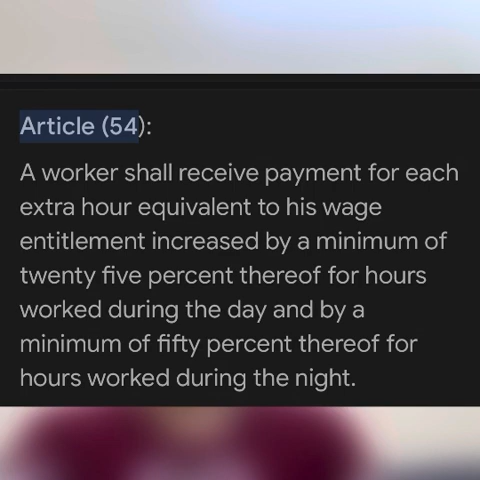 Article (54):
A worker shall receive payment for each
extra hour equivalent to his wage
entitlement increased by a minimum of
twenty five percent thereof for hours
worked during the day and by a
minimum of fifty percent thereof for
hours worked during the night.